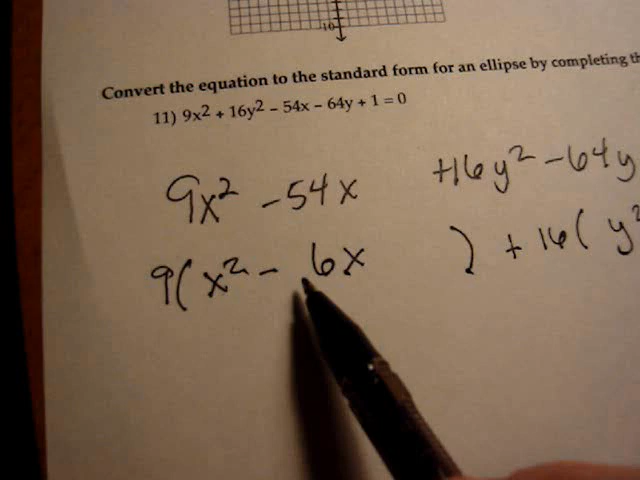 -10
Convert the equation to the standard form for an ellipse by completing
11) 9x² + 16y² − 54x − 64y + 1 = 0
9x² − 54x +16y² − 64y
9(x² − 6x ) + 16( y²